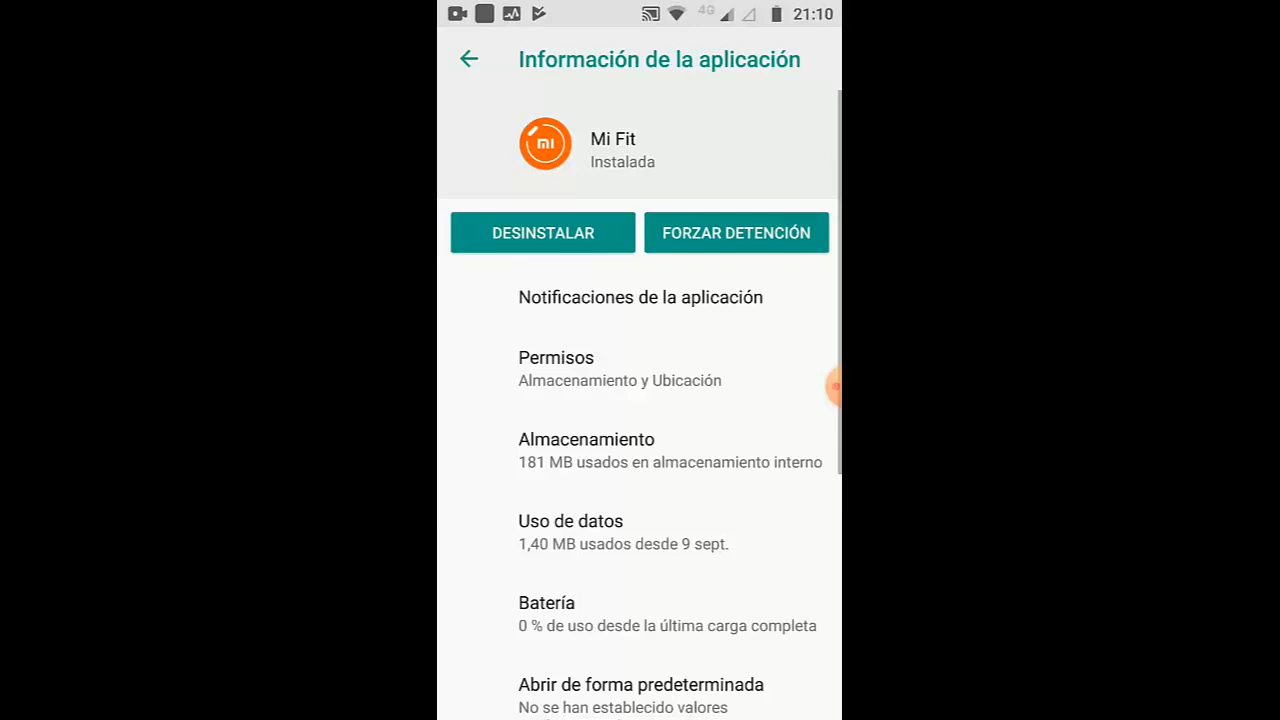 4G 21:10
Información de la aplicación
mi
Mi Fit
Instalada
DESINSTALAR FORZAR DETENCIÓN
Notificaciones de la aplicación
Permisos
Almacenamiento y Ubicación
Almacenamiento
181 MB usados en almacenamiento interno
Uso de datos
1,40 MB usados desde 9 sept.
Batería
0 % de uso desde la última carga completa
Abrir de forma predeterminada
No se han establecido valores